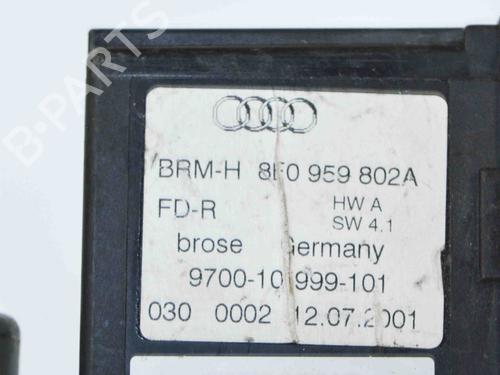 BRM-H 8E0 959 802A
FD-R HW A
SW 4.1
brose Germany
9700-10 999-101
030 0002 12.07.2001
B-PARTS